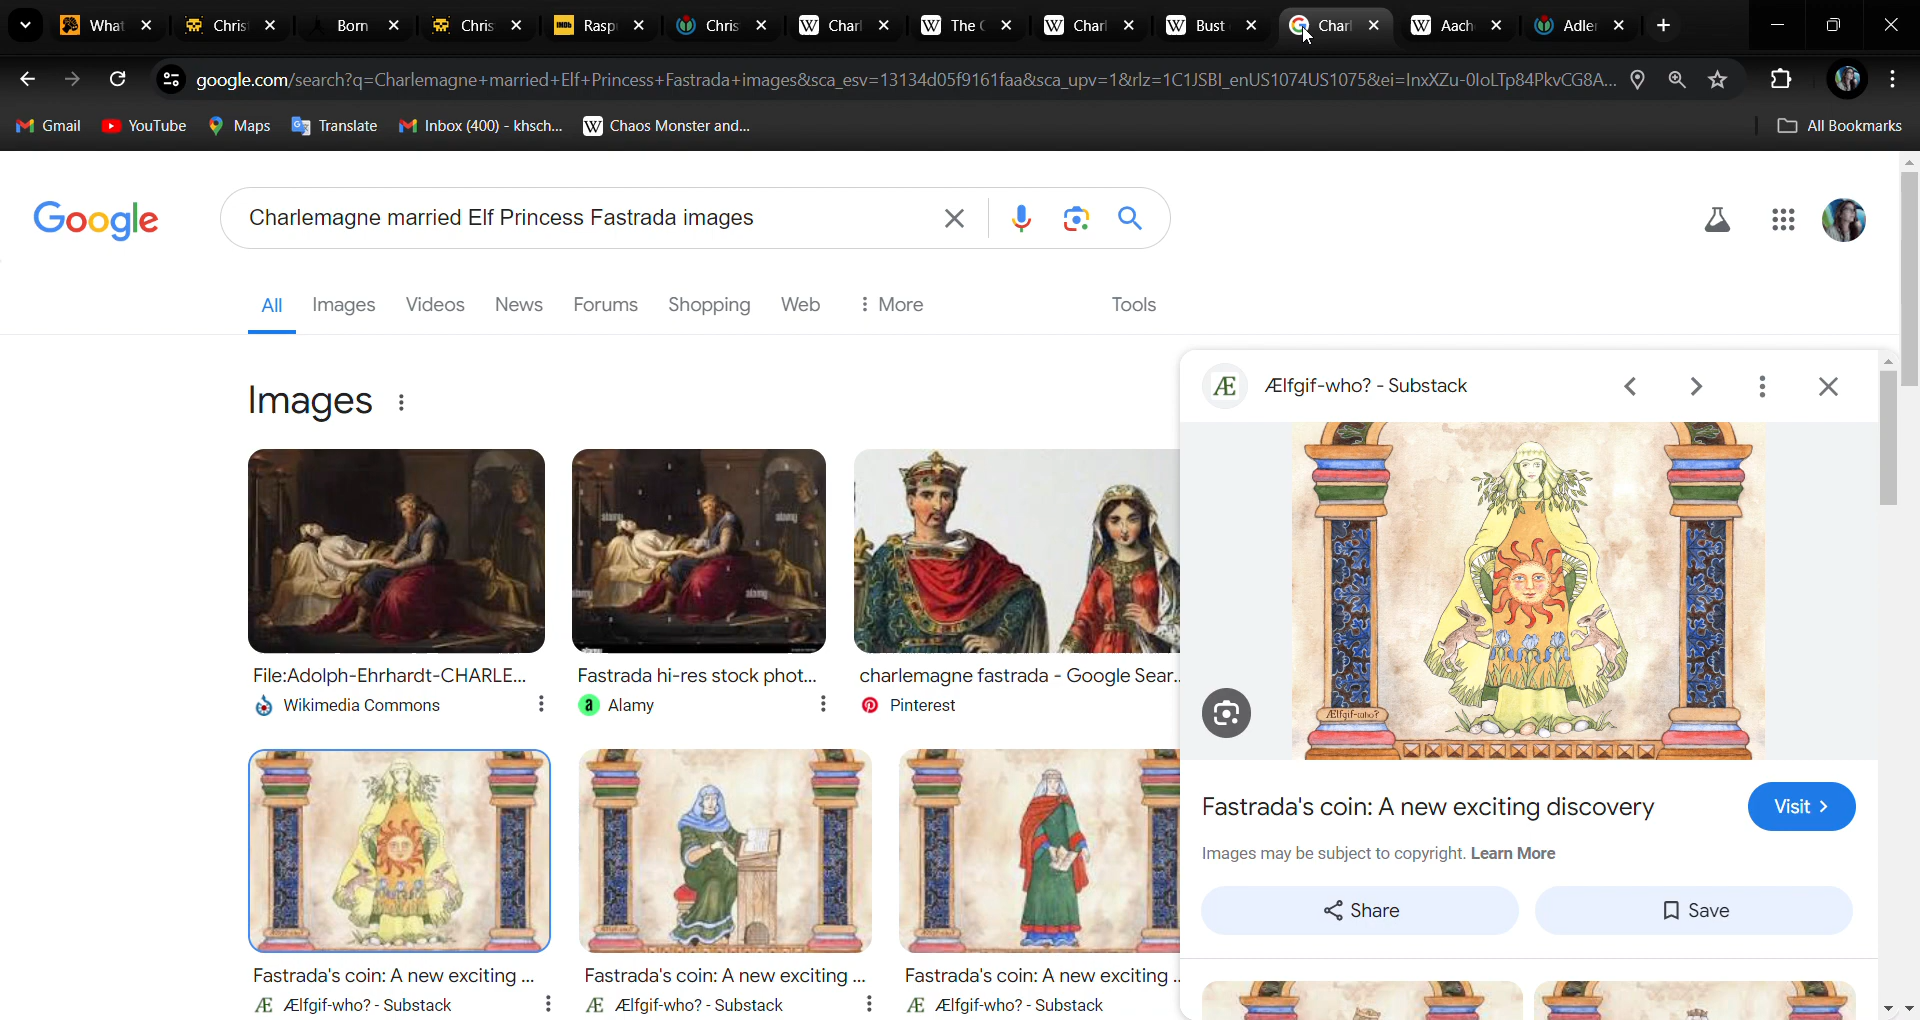 What
Chris
Born
Chris
Rasp
Chris
Charl
The C
Charl
Bust
Charl
Aach
Adler
google.com/search?q=Charlemagne+married+Elf+Princess+Fastrada+images&sca_esv=13134d05f9161faa&sca_upv=1&rlz=1C1JSBI_enUS1074US1075&ei=InxXZu-0IoLTp84PkvCG8A...
Gmail YouTube Maps Translate Inbox (400) - khsch... Chaos Monster and... All Bookmarks
Google
Charlemagne married Elf Princess Fastrada images
All Images Videos News Forums Shopping Web More Tools
Images
File:Adolph-Ehrhardt-CHARLE...
Wikimedia Commons
Fastrada hi-res stock phot...
Alamy
charlemagne fastrada - Google Sear..
Pinterest
Fastrada's coin: A new exciting ...
Ælfgif-who? - Substack
Fastrada's coin: A new exciting ...
Ælfgif-who? - Substack
Fastrada's coin: A new exciting ..
Ælfgif-who? - Substack
Æ Ælfgif-who? - Substack
Ælfgif-who?
Fastrada's coin: A new exciting discovery
Visit
Images may be subject to copyright. Learn More
Share
Save